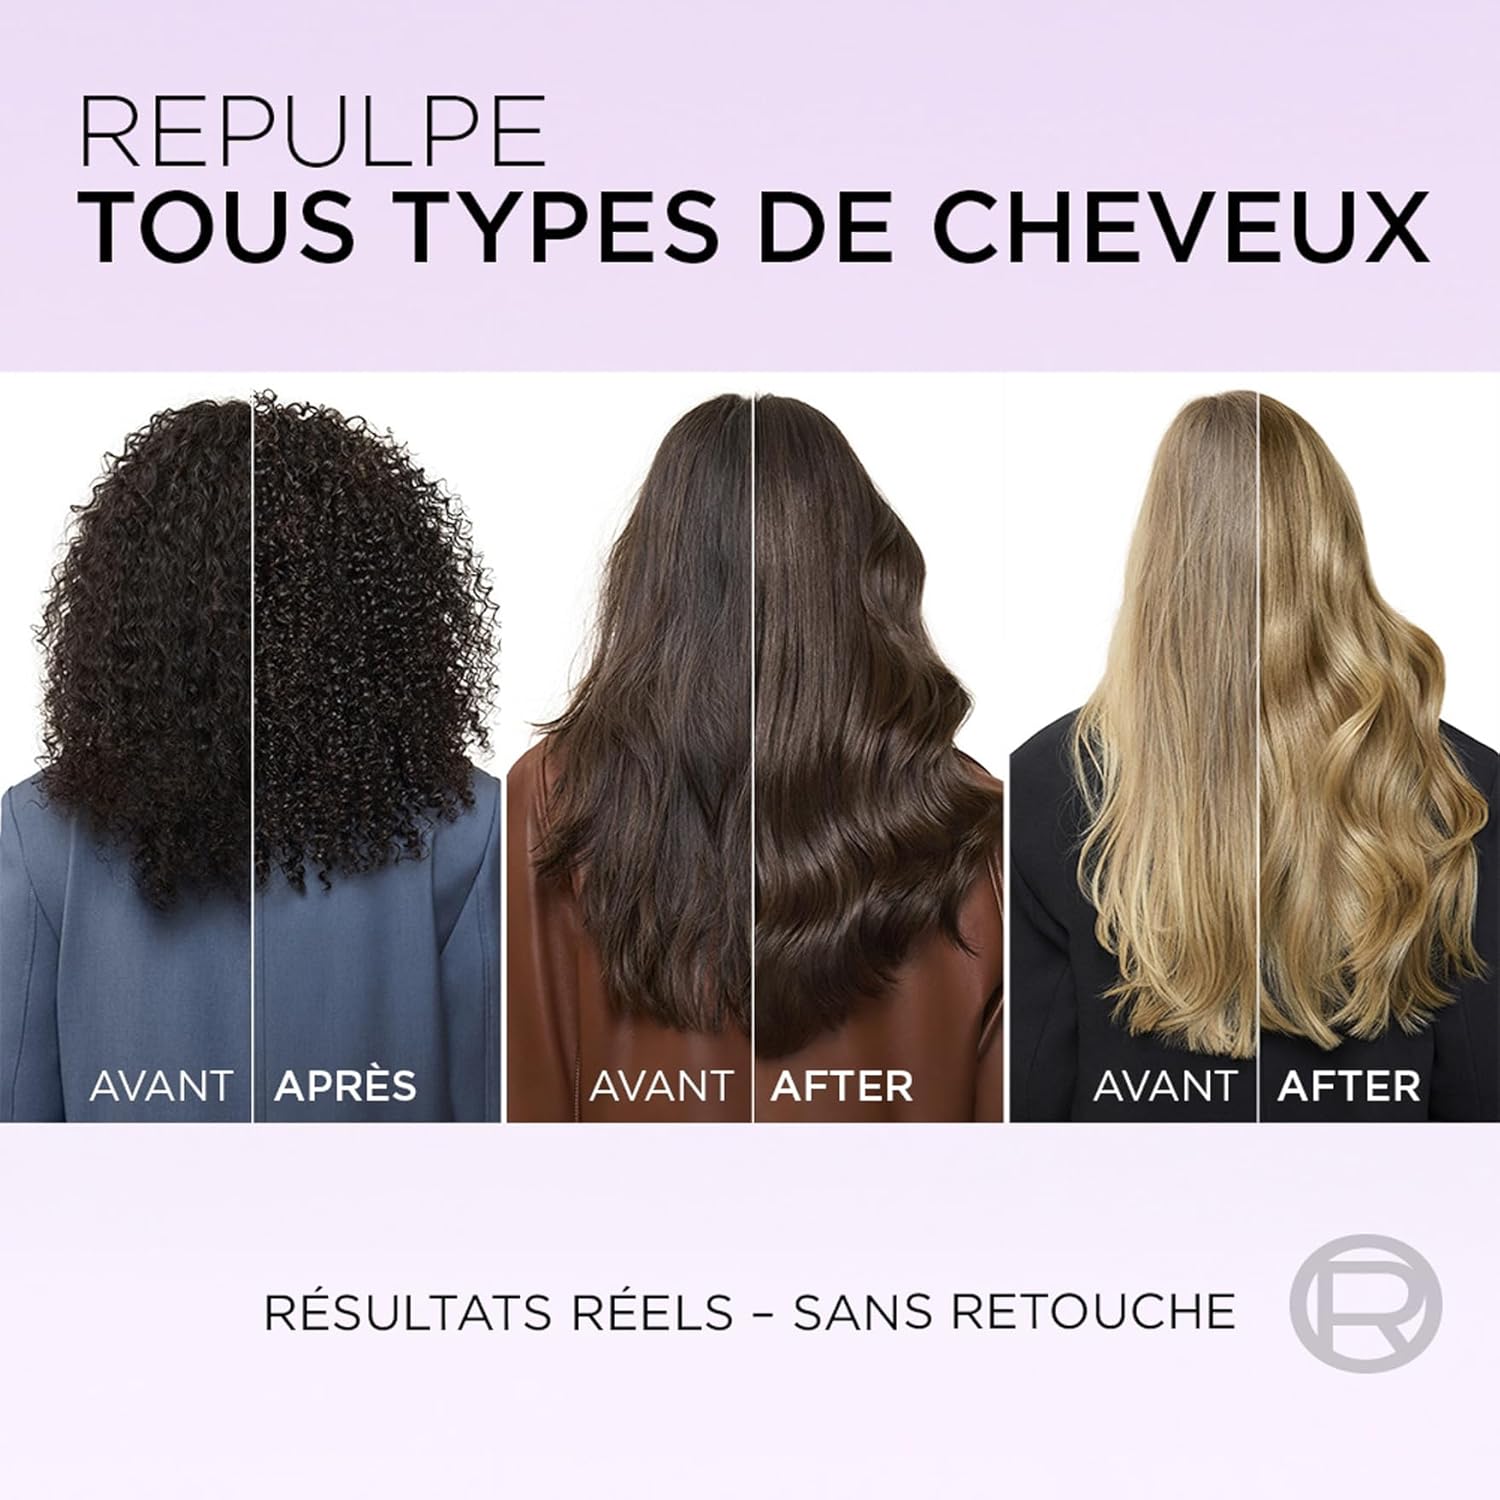 REPULPE
TOUS TYPES DE CHEVEUX
AVANT APRÈS AVANT AFTER AVANT AFTER
RÉSULTATS RÉELS – SANS RETOUCHE
R